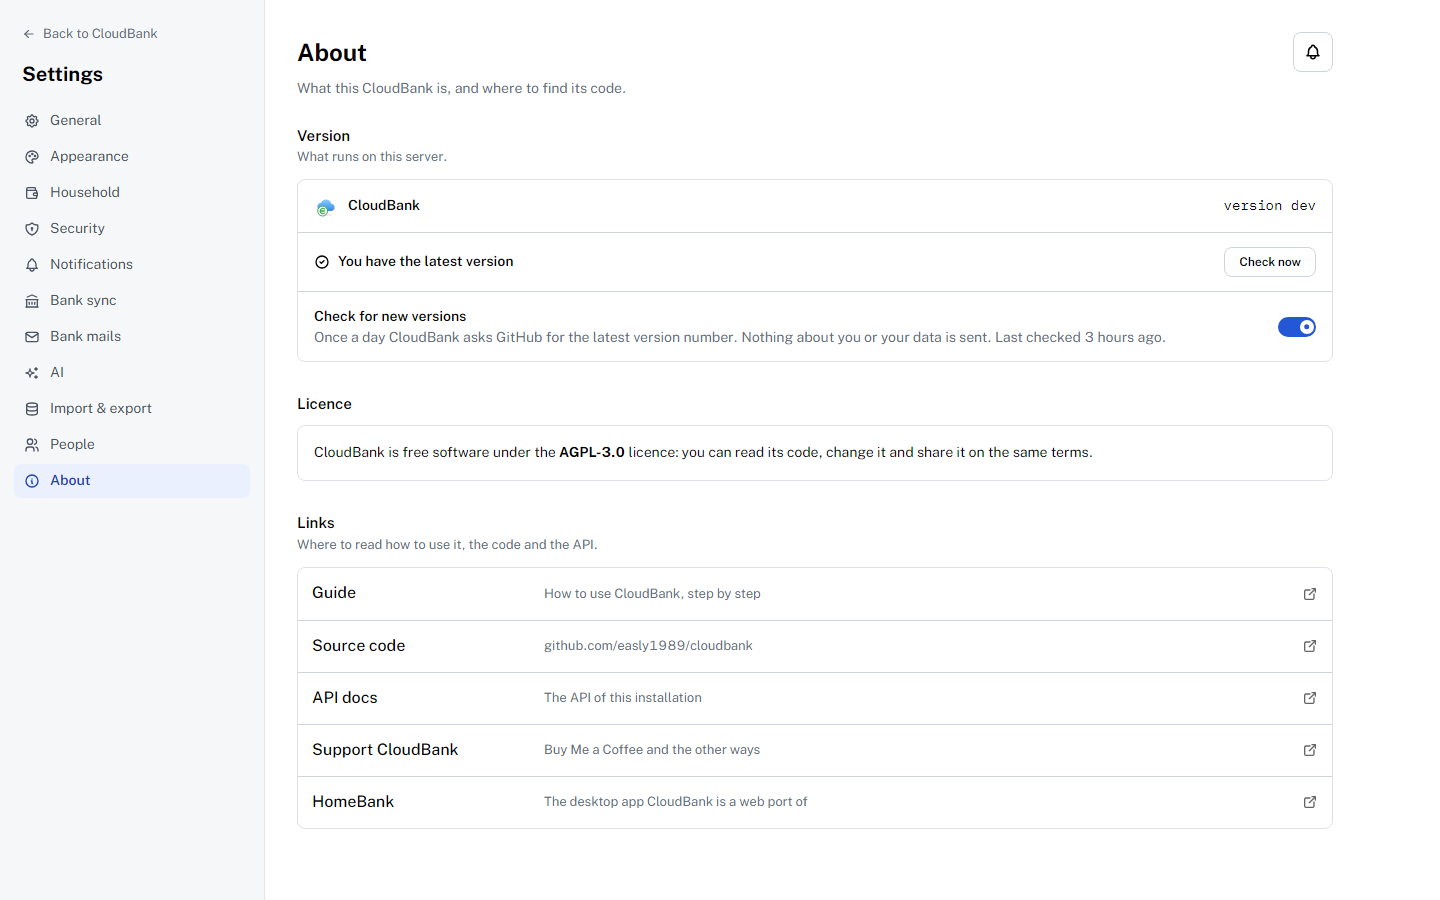 Back to CloudBank
Settings
General
Appearance
Household
Security
Notifications
Bank sync
Bank mails
AI
Import & export
People
About
About
What this CloudBank is, and where to find its code.
Version
What runs on this server.
CloudBank version dev
You have the latest version Check now
Check for new versions
Once a day CloudBank asks GitHub for the latest version number. Nothing about you or your data is sent. Last checked 3 hours ago.
Licence
CloudBank is free software under the AGPL-3.0 licence: you can read its code, change it and share it on the same terms.
Links
Where to read how to use it, the code and the API.
Guide How to use CloudBank, step by step
Source code github.com/easly1989/cloudbank
API docs The API of this installation
Support CloudBank Buy Me a Coffee and the other ways
HomeBank The desktop app CloudBank is a web port of